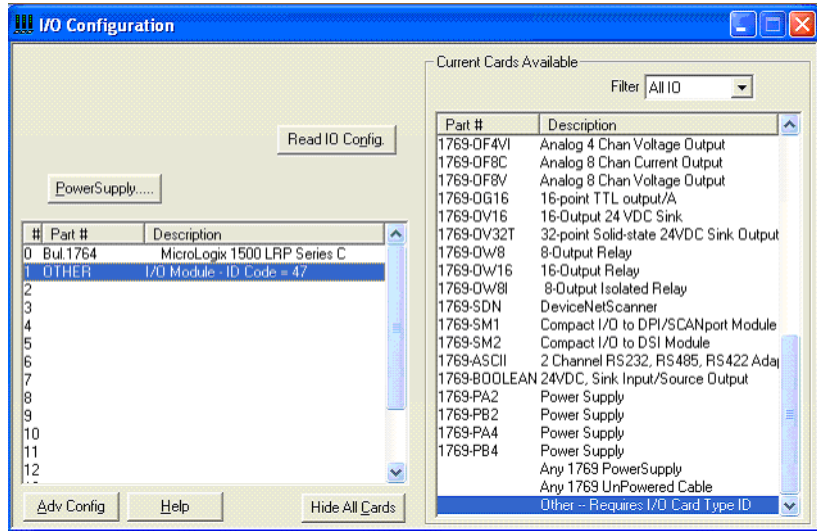 I/O Configuration
Read IO Config.
PowerSupply.....
# Part # Description
0 Bul.1764 MicroLogix 1500 LRP Series C
1 OTHER I/O Module - ID Code = 47
2
3
4
5
6
7
8
9
10
11
12
Adv Config Help Hide All Cards
Current Cards Available
Filter All IO
Part # Description
1769-OF4VI Analog 4 Chan Voltage Output
1769-OF8C Analog 8 Chan Current Output
1769-OF8V Analog 8 Chan Voltage Output
1769-OG16 16-point TTL output/A
1769-OV16 16-Output 24 VDC Sink
1769-OV32T 32-point Solid-state 24VDC Sink Output
1769-OW8 8-Output Relay
1769-OW16 16-Output Relay
1769-OW8I 8-Output Isolated Relay
1769-SDN DeviceNetScanner
1769-SM1 Compact I/O to DPI/SCANport Module
1769-SM2 Compact I/O to DSI Module
1769-ASCII 2 Channel RS232, RS485, RS422 Adap
1769-BOOLEAN 24VDC, Sink Input/Source Output
1769-PA2 Power Supply
1769-PB2 Power Supply
1769-PA4 Power Supply
1769-PB4 Power Supply
Any 1769 PowerSupply
Any 1769 UnPowered Cable
Other -- Requires I/O Card Type ID